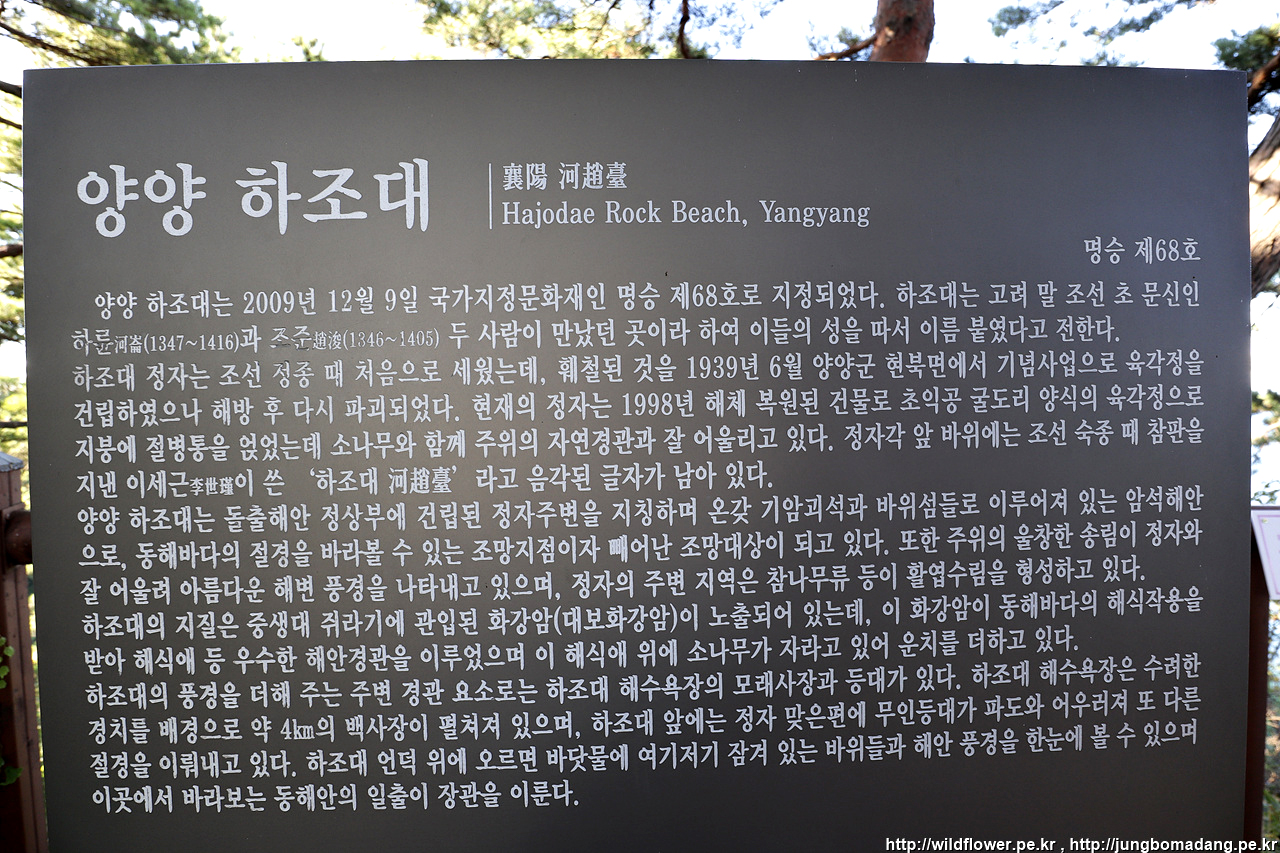 양양 하조대
襄陽 河趙臺
Hajodae Rock Beach, Yangyang
명승 제68호
양양 하조대는 2009년 12월 9일 국가지정문화재인 명승 제68호로 지정되었다. 하조대는 고려 말 조선 초 문신인
하륜河崙(1347~1416)과 조준趙浚(1346~1405) 두 사람이 만났던 곳이라 하여 이들의 성을 따서 이름 붙였다고 전한다.
하조대 정자는 조선 정종 때 처음으로 세웠는데, 훼철된 것을 1939년 6월 양양군 현북면에서 기념사업으로 육각정을
건립하였으나 해방 후 다시 파괴되었다. 현재의 정자는 1998년 해체 복원된 건물로 초익공 굴도리 양식의 육각정으로
지붕에 절병통을 얹었는데 소나무와 함께 주위의 자연경관과 잘 어울리고 있다. 정자각 앞 바위에는 조선 숙종 때 참판을
지낸 이세근李世瑾이 쓴 ‘하조대 河趙臺’ 라고 음각된 글자가 남아 있다.
양양 하조대는 돌출해안 정상부에 건립된 정자주변을 지칭하며 온갖 기암괴석과 바위섬들로 이루어져 있는 암석해안
으로, 동해바다의 절경을 바라볼 수 있는 조망지점이자 빼어난 조망대상이 되고 있다. 또한 주위의 울창한 송림이 정자와
잘 어울려 아름다운 해변 풍경을 나타내고 있으며, 정자의 주변 지역은 참나무류 등이 활엽수림을 형성하고 있다.
하조대의 지질은 중생대 쥐라기에 관입된 화강암(대보화강암)이 노출되어 있는데, 이 화강암이 동해바다의 해식작용을
받아 해식애 등 우수한 해안경관을 이루었으며 이 해식애 위에 소나무가 자라고 있어 운치를 더하고 있다.
하조대의 풍경을 더해 주는 주변 경관 요소로는 하조대 해수욕장의 모래사장과 등대가 있다. 하조대 해수욕장은 수려한
경치를 배경으로 약 4㎞의 백사장이 펼쳐져 있으며, 하조대 앞에는 정자 맞은편에 무인등대가 파도와 어우러져 또 다른
절경을 이뤄내고 있다. 하조대 언덕 위에 오르면 바닷물에 여기저기 잠겨 있는 바위들과 해안 풍경을 한눈에 볼 수 있으며
이곳에서 바라보는 동해안의 일출이 장관을 이룬다.
http://wildflower.pe.kr , http://jungbomadang.pe.kr